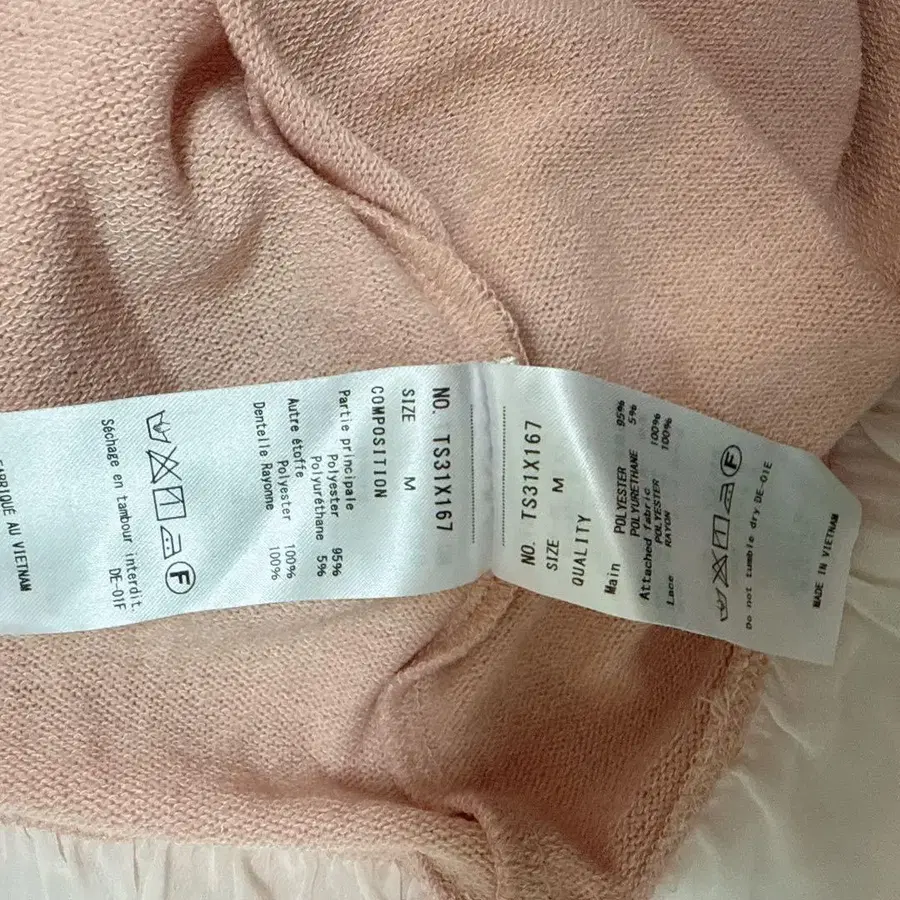 NO. TS31X167
SIZE M
COMPOSITION
Partie principale
Polyester 95%
Polyuréthane 5%
Autre étoffe
Polyester 100%
Dentelle Rayonne 100%
F
Séchage en tambour interdit.
DE-01F
FABRIQUÉ AU VIETNAM
NO. TS31X167
SIZE M
QUALITY
Main
POLYESTER 95%
POLYURETHANE 5%
Attached fabric
POLYESTER 100%
Lace RAYON 100%
F
Do not tumble dry DE-01E
MADE IN VIETNAM